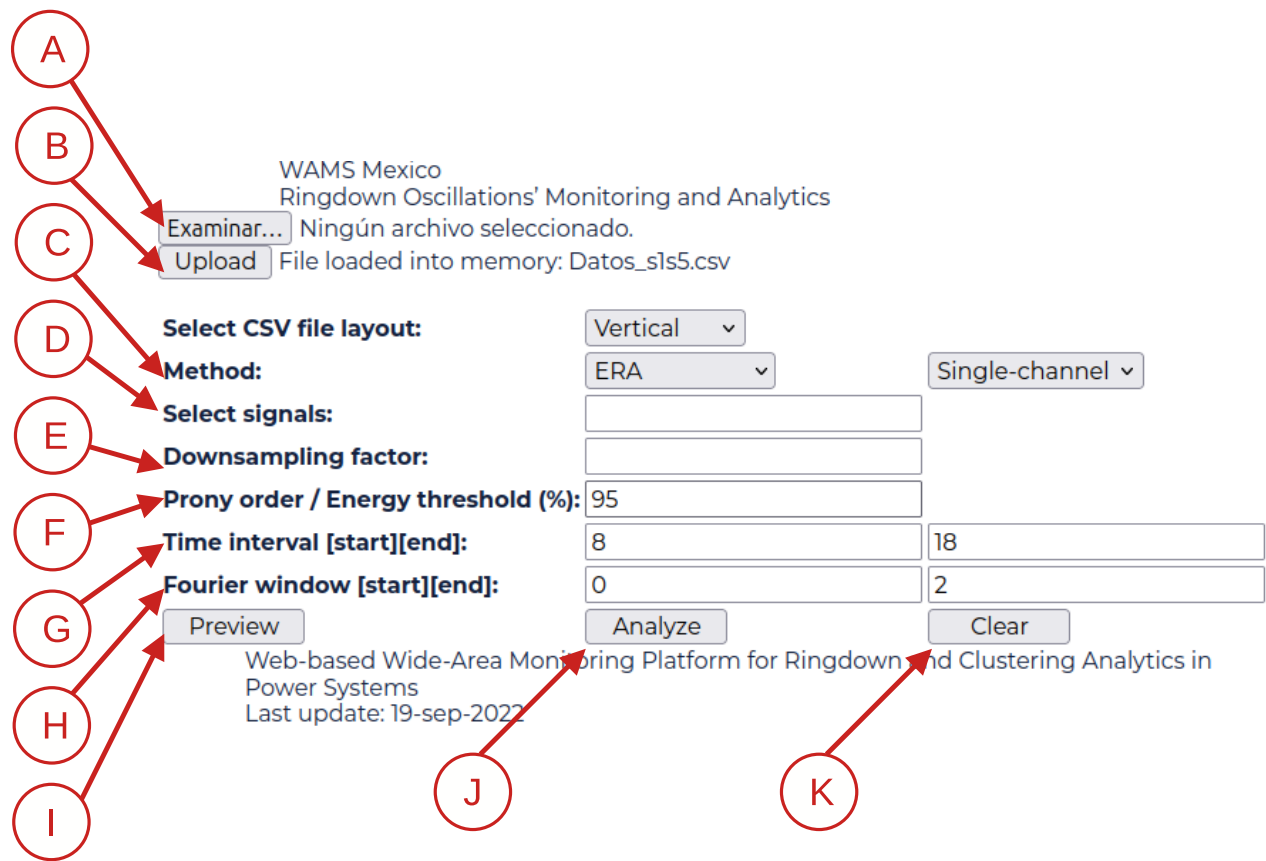 A
B
C
D
E
F
G
H
I
J
K
WAMS Mexico
Ringdown Oscillations’ Monitoring and Analytics
Examinar... Ningún archivo seleccionado.
Upload File loaded into memory: Datos_s1s5.csv
Select CSV file layout: Vertical
Method: ERA Single-channel
Select signals:
Downsampling factor:
Prony order / Energy threshold (%): 95
Time interval [start][end]: 8 18
Fourier window [start][end]: 0 2
Preview Analyze Clear
Web-based Wide-Area Monitoring Platform for Ringdown and Clustering Analytics in
Power Systems
Last update: 19-sep-2022